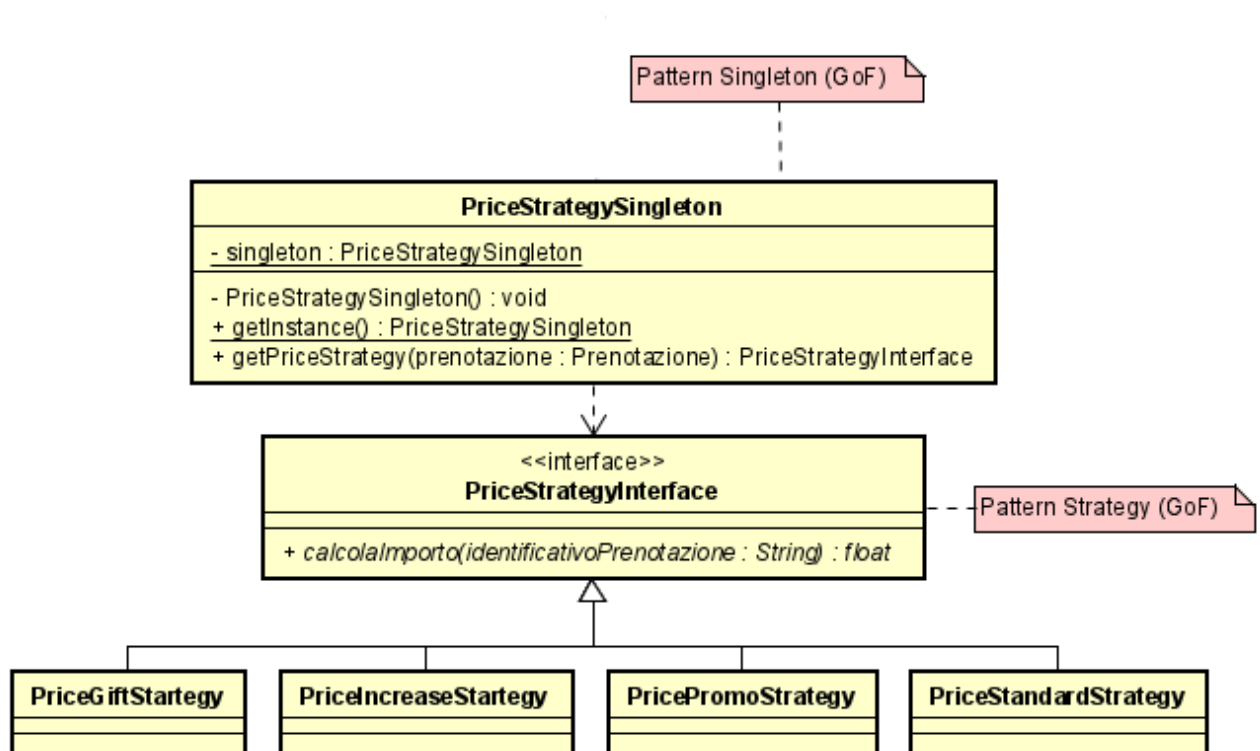 Pattern Singleton (GoF)
PriceStrategySingleton
- singleton : PriceStrategySingleton
- PriceStrategySingleton() : void
+ getInstance() : PriceStrategySingleton
+ getPriceStrategy(prenotazione : Prenotazione) : PriceStrategyInterface
<<interface>>
PriceStrategyInterface
Pattern Strategy (GoF)
+ calcolaImporto(identificativoPrenotazione : String) : float
PriceGiftStartegy
PriceIncreaseStartegy
PricePromoStrategy
PriceStandardStrategy